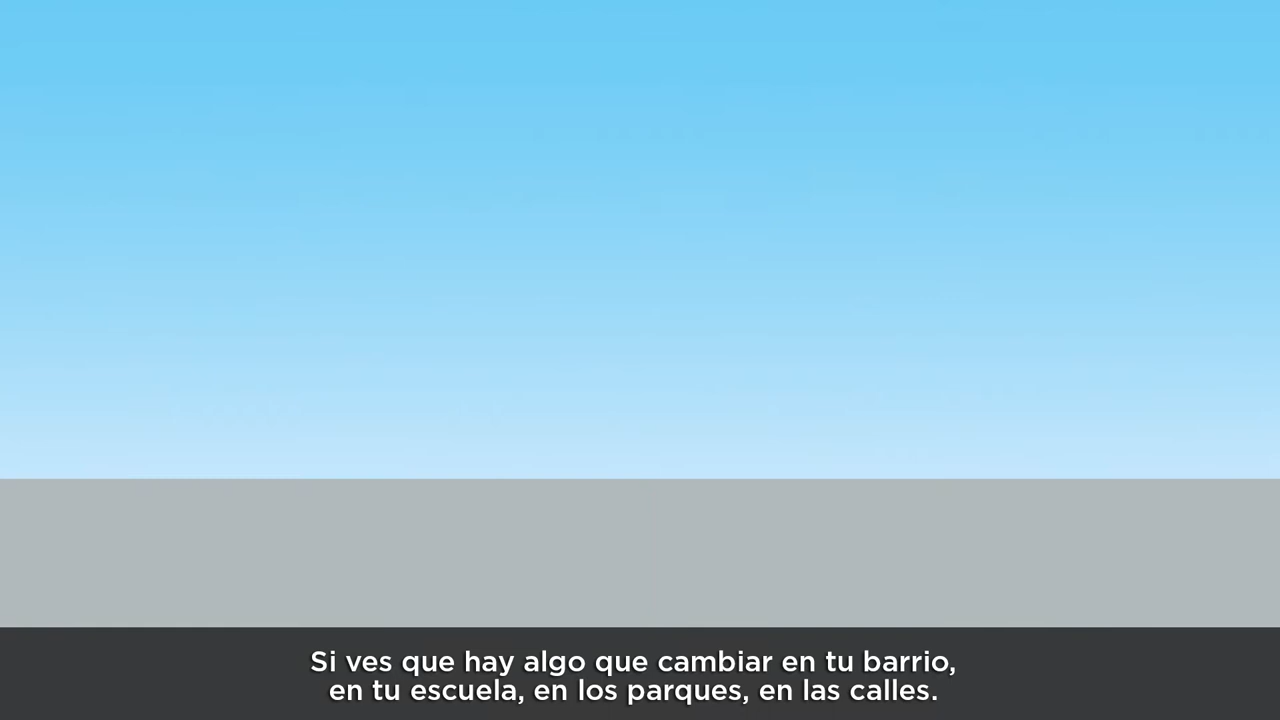 Si ves que hay algo que cambiar en tu barrio,
en tu escuela, en los parques, en las calles.